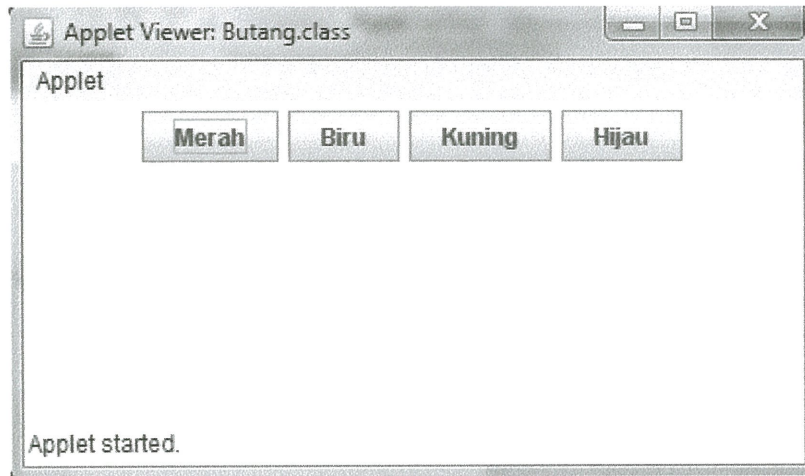 Applet Viewer: Butang.class
Applet
Merah Biru Kuning Hijau
Applet started.